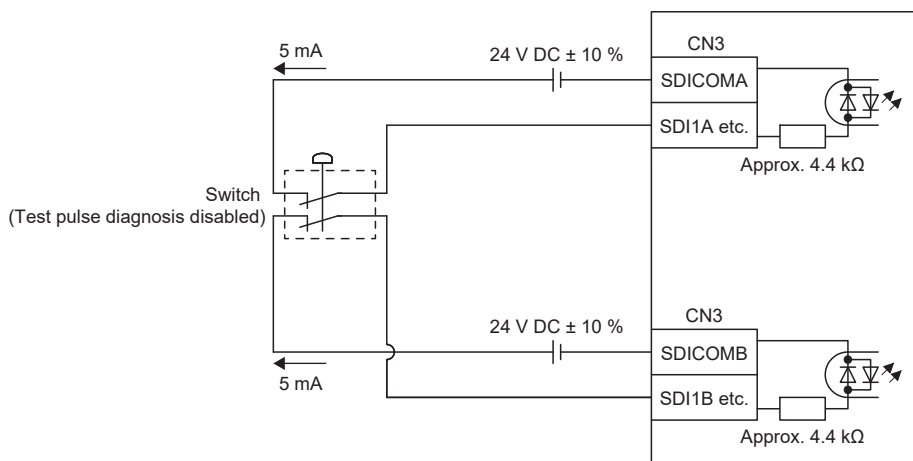 5 mA
24 V DC ± 10 %
CN3
SDICOMA
SDI1A etc.
Approx. 4.4 kΩ
Switch
(Test pulse diagnosis disabled)
24 V DC ± 10 %
CN3
SDICOMB
5 mA
SDI1B etc.
Approx. 4.4 kΩ